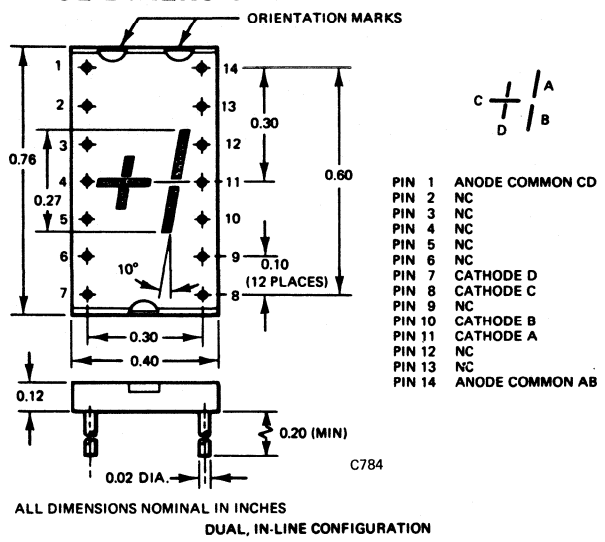 ORIENTATION MARKS
1
14
2
13
0.30
3
12
0.76
0.60
4
11
0.27
5
10
6
9
0.10
10°
(12 PLACES)
7
8
0.30
0.40
0.12
0.20 (MIN)
0.02 DIA.
C784
A
C
D
B
PIN 1 ANODE COMMON CD
PIN 2 NC
PIN 3 NC
PIN 4 NC
PIN 5 NC
PIN 6 NC
PIN 7 CATHODE D
PIN 8 CATHODE C
PIN 9 NC
PIN 10 CATHODE B
PIN 11 CATHODE A
PIN 12 NC
PIN 13 NC
PIN 14 ANODE COMMON AB
ALL DIMENSIONS NOMINAL IN INCHES
DUAL, IN-LINE CONFIGURATION